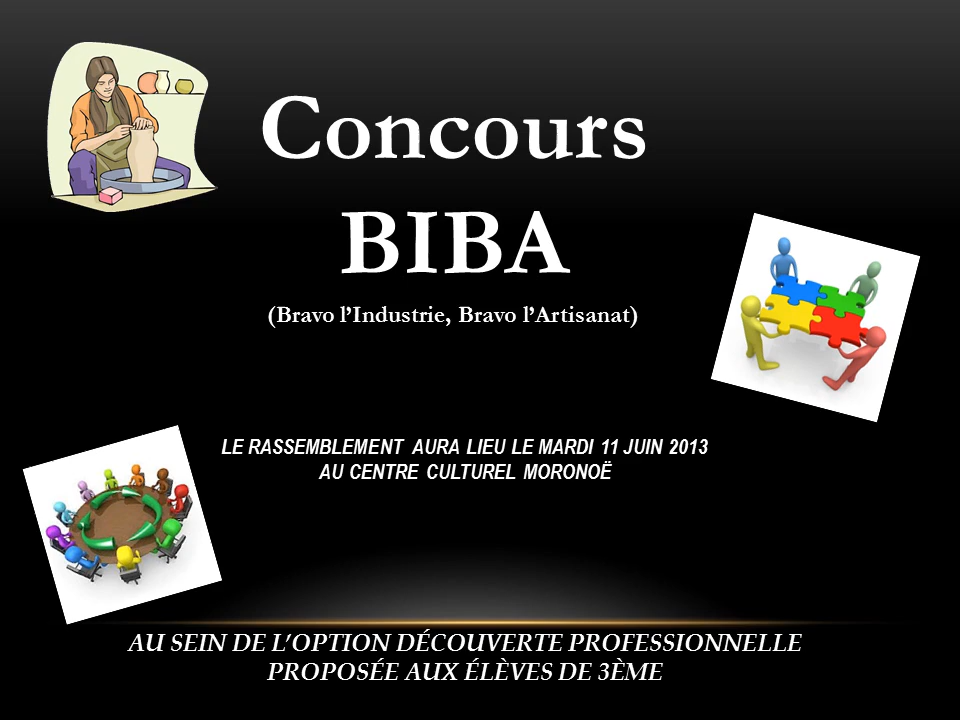 Concours
BIBA
(Bravo l’Industrie, Bravo l’Artisanat)
LE RASSEMBLEMENT AURA LIEU LE MARDI 11 JUIN 2013
AU CENTRE CULTUREL MORONOË
AU SEIN DE L’OPTION DÉCOUVERTE PROFESSIONNELLE
PROPOSÉE AUX ÉLÈVES DE 3ÈME